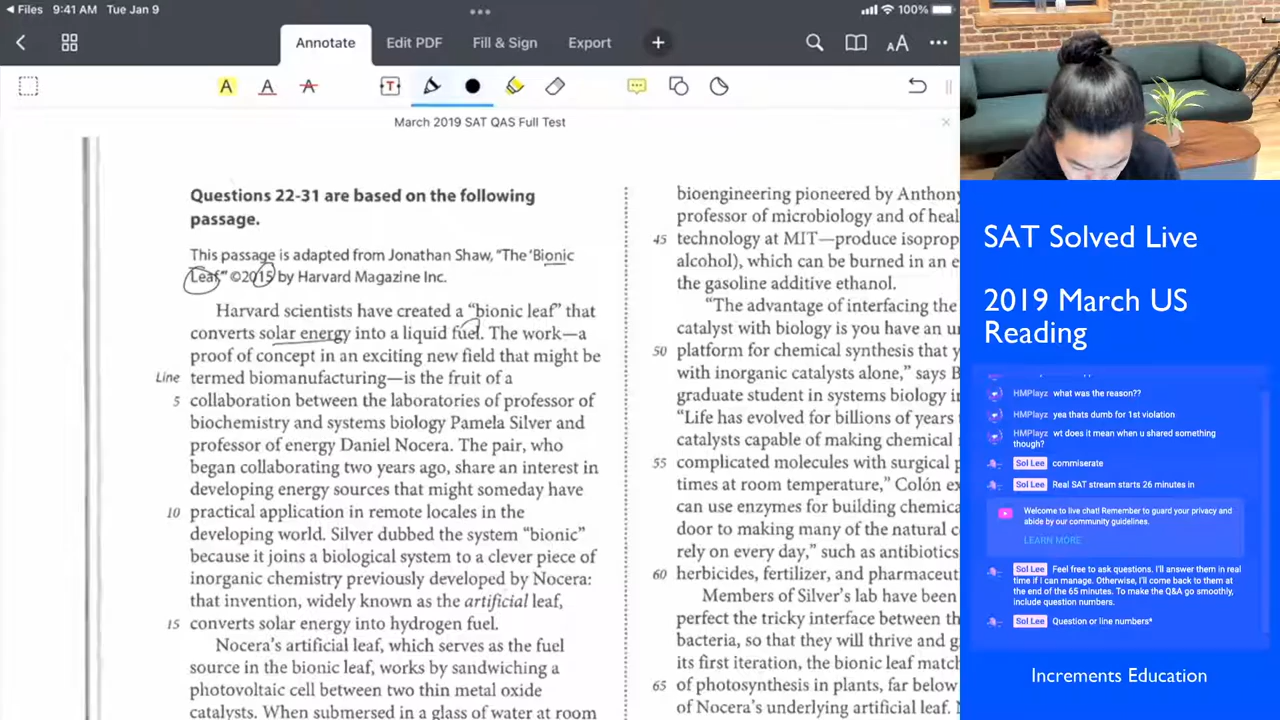 Files 9:41 AM Tue Jan 9
100%
Annotate Edit PDF Fill & Sign Export
March 2019 SAT QAS Full Test
Questions 22-31 are based on the following
passage.
This passage is adapted from Jonathan Shaw, “The ‘Bionic
Leaf” ©2015 by Harvard Magazine Inc.
Harvard scientists have created a “bionic leaf” that
converts solar energy into a liquid fuel. The work—a
proof of concept in an exciting new field that might be
Line termed biomanufacturing—is the fruit of a
5 collaboration between the laboratories of professor of
biochemistry and systems biology Pamela Silver and
professor of energy Daniel Nocera. The pair, who
began collaborating two years ago, share an interest in
developing energy sources that might someday have
10 practical application in remote locales in the
developing world. Silver dubbed the system “bionic”
because it joins a biological system to a clever piece of
inorganic chemistry previously developed by Nocera:
that invention, widely known as the artificial leaf,
15 converts solar energy into hydrogen fuel.
Nocera’s artificial leaf, which serves as the fuel
source in the bionic leaf, works by sandwiching a
photovoltaic cell between two thin metal oxide
catalysts. When submersed in a glass of water at room
bioengineering pioneered by Anthony
professor of microbiology and of heal
45 technology at MIT—produce isoprop
alcohol), which can be burned in an e
the gasoline additive ethanol.
“The advantage of interfacing the
catalyst with biology is you have an un
50 platform for chemical synthesis that y
with inorganic catalysts alone,” says B
graduate student in systems biology in
“Life has evolved for billions of years
catalysts capable of making chemical
55 complicated molecules with surgical p
times at room temperature,” Colón ex
can use enzymes for building chemica
door to making many of the natural c
rely on every day,” such as antibiotics
60 herbicides, fertilizer, and pharmaceut
Members of Silver’s lab have been
perfect the tricky interface between th
bacteria, so that they will thrive and g
its first iteration, the bionic leaf match
65 of photosynthesis in plants, far below
of Nocera’s underlying artificial leaf. N
SAT Solved Live
2019 March US
Reading
HMPlayz what was the reason??
HMPlayz yea thats dumb for 1st violation
HMPlayz wt does it mean when u shared something
though?
Sol Lee commiserate
Sol Lee Real SAT stream starts 26 minutes in
Welcome to live chat! Remember to guard your privacy and
abide by our community guidelines.
LEARN MORE
Sol Lee Feel free to ask questions. I'll answer them in real
time if I can manage. Otherwise, I'll come back to them at
the end of the 65 minutes. To make the Q&A go smoothly,
include question numbers.
Sol Lee Question or line numbers*
Increments Education